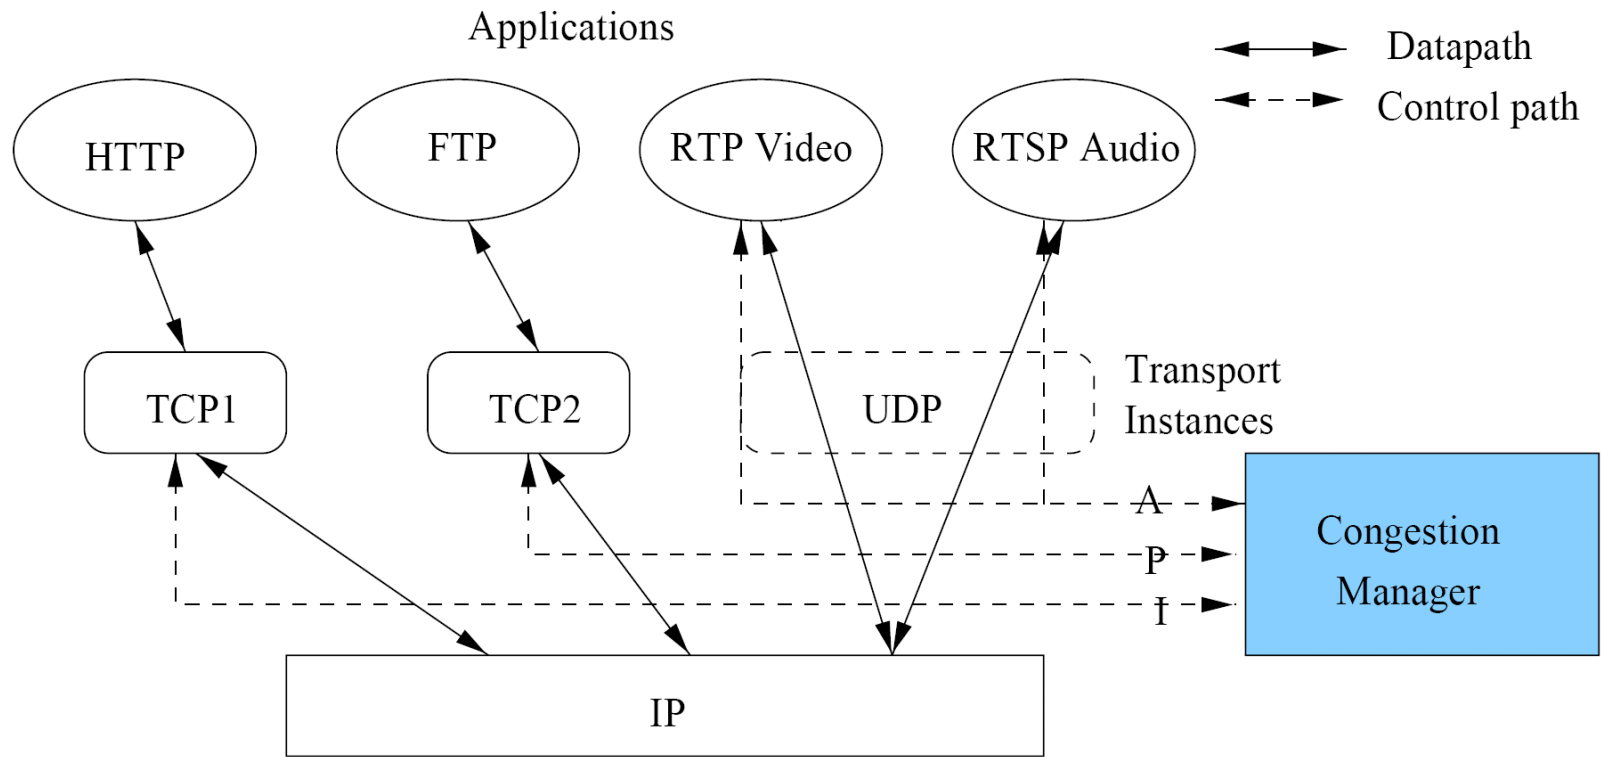 Applications
Datapath
Control path
HTTP
FTP
RTP Video
RTSP Audio
TCP1
TCP2
UDP
Transport
Instances
A
P
I
Congestion
Manager
IP